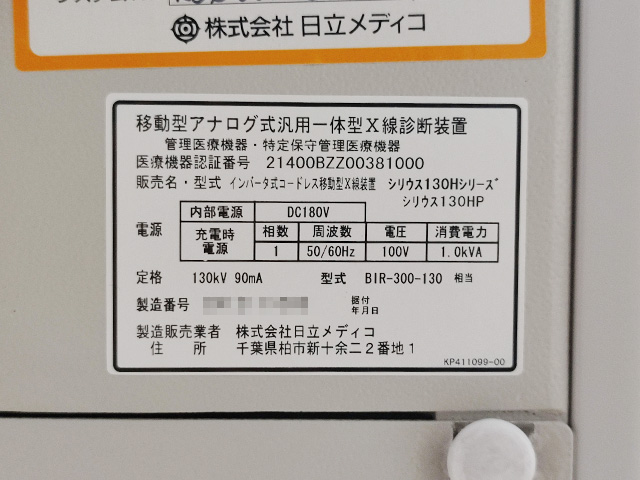 株式会社 日立メディコ
移動型アナログ式汎用一体型X線診断装置
管理医療機器・特定保守管理医療機器
医療機器認証番号 21400BZZ00381000
販売名・型式 インバータ式コードレス移動型X線装置 シリウス130Hシリーズ
シリウス130HP
電源 内部電源 DC180V
充電時電源 相数 周波数 電圧 消費電力
1 50/60Hz 100V 1.0kVA
定格 130kV 90mA 型式 BIR-300-130 相当
製造番号 据付年月日
製造販売業者 株式会社日立メディコ
住所 千葉県柏市新十余二2番地1
KP411099-00